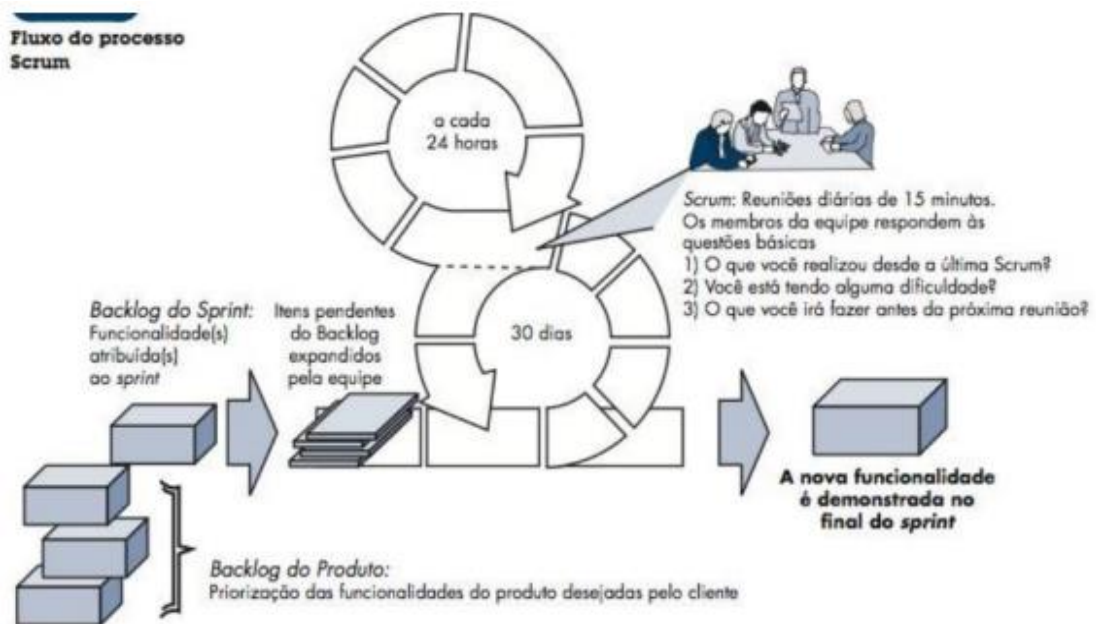 Fluxo do processo
Scrum
a cada
24 horas
Scrum: Reuniões diárias de 15 minutos.
Os membros da equipe respondem às
questões básicas
1) O que você realizou desde a última Scrum?
2) Você está tendo alguma dificuldade?
3) O que você irá fazer antes da próxima reunião?
Backlog do Sprint:
Funcionalidade(s)
atribuída(s)
ao sprint
Itens pendentes
do Backlog
expandidos
pela equipe
30 dias
A nova funcionalidade
é demonstrada no
final do sprint
Backlog do Produto:
Priorização das funcionalidades do produto desejadas pelo cliente